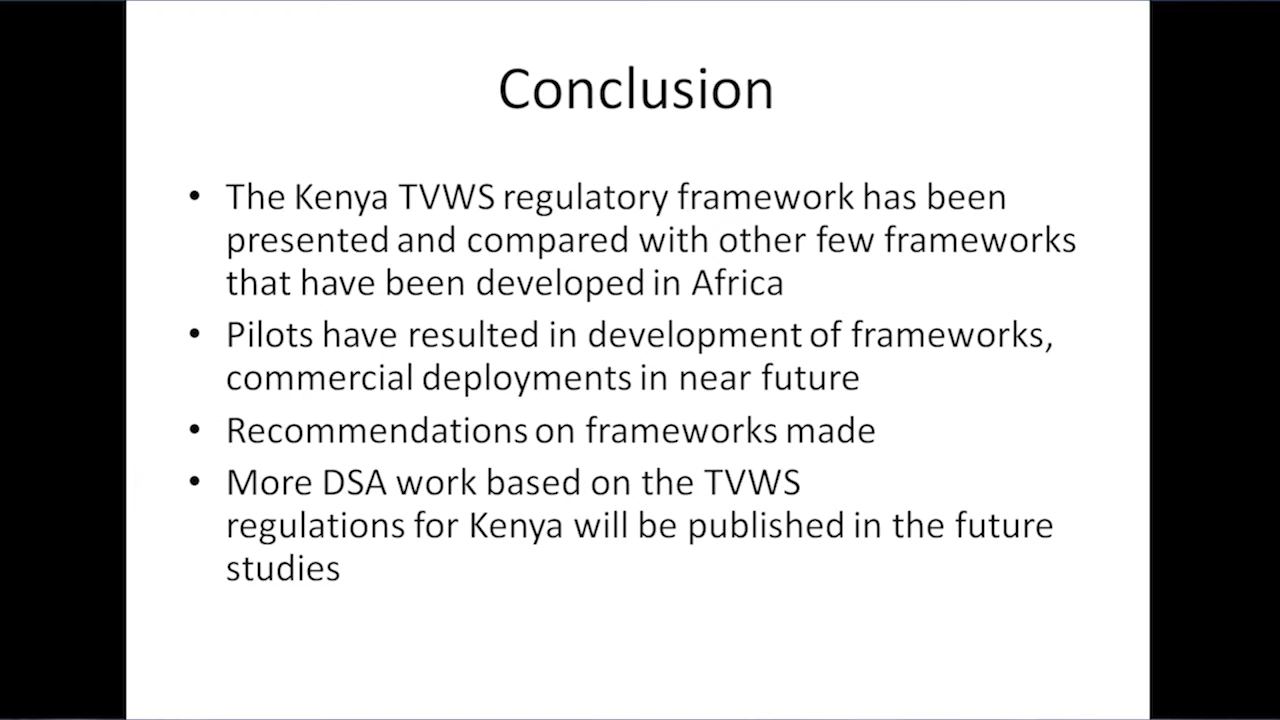 Conclusion
• The Kenya TVWS regulatory framework has been
presented and compared with other few frameworks
that have been developed in Africa
• Pilots have resulted in development of frameworks,
commercial deployments in near future
• Recommendations on frameworks made
• More DSA work based on the TVWS
regulations for Kenya will be published in the future
studies